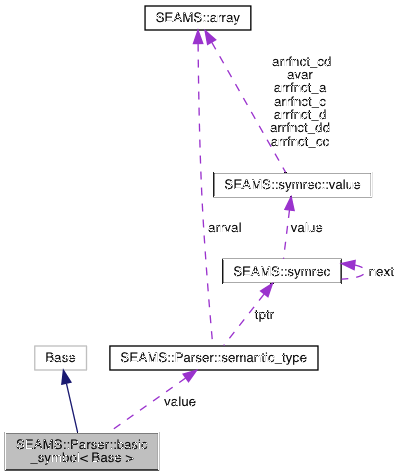 SEAMS::array
arrfnct_cd
avar
arrfnct_a
arrfnct_c
arrfnct_d
arrfnct_dd
arrfnct_cc
SEAMS::symrec::value
arrval
value
SEAMS::symrec
next
tptr
Base
SEAMS::Parser::semantic_type
value
SEAMS::Parser::basic
_symbol< Base >